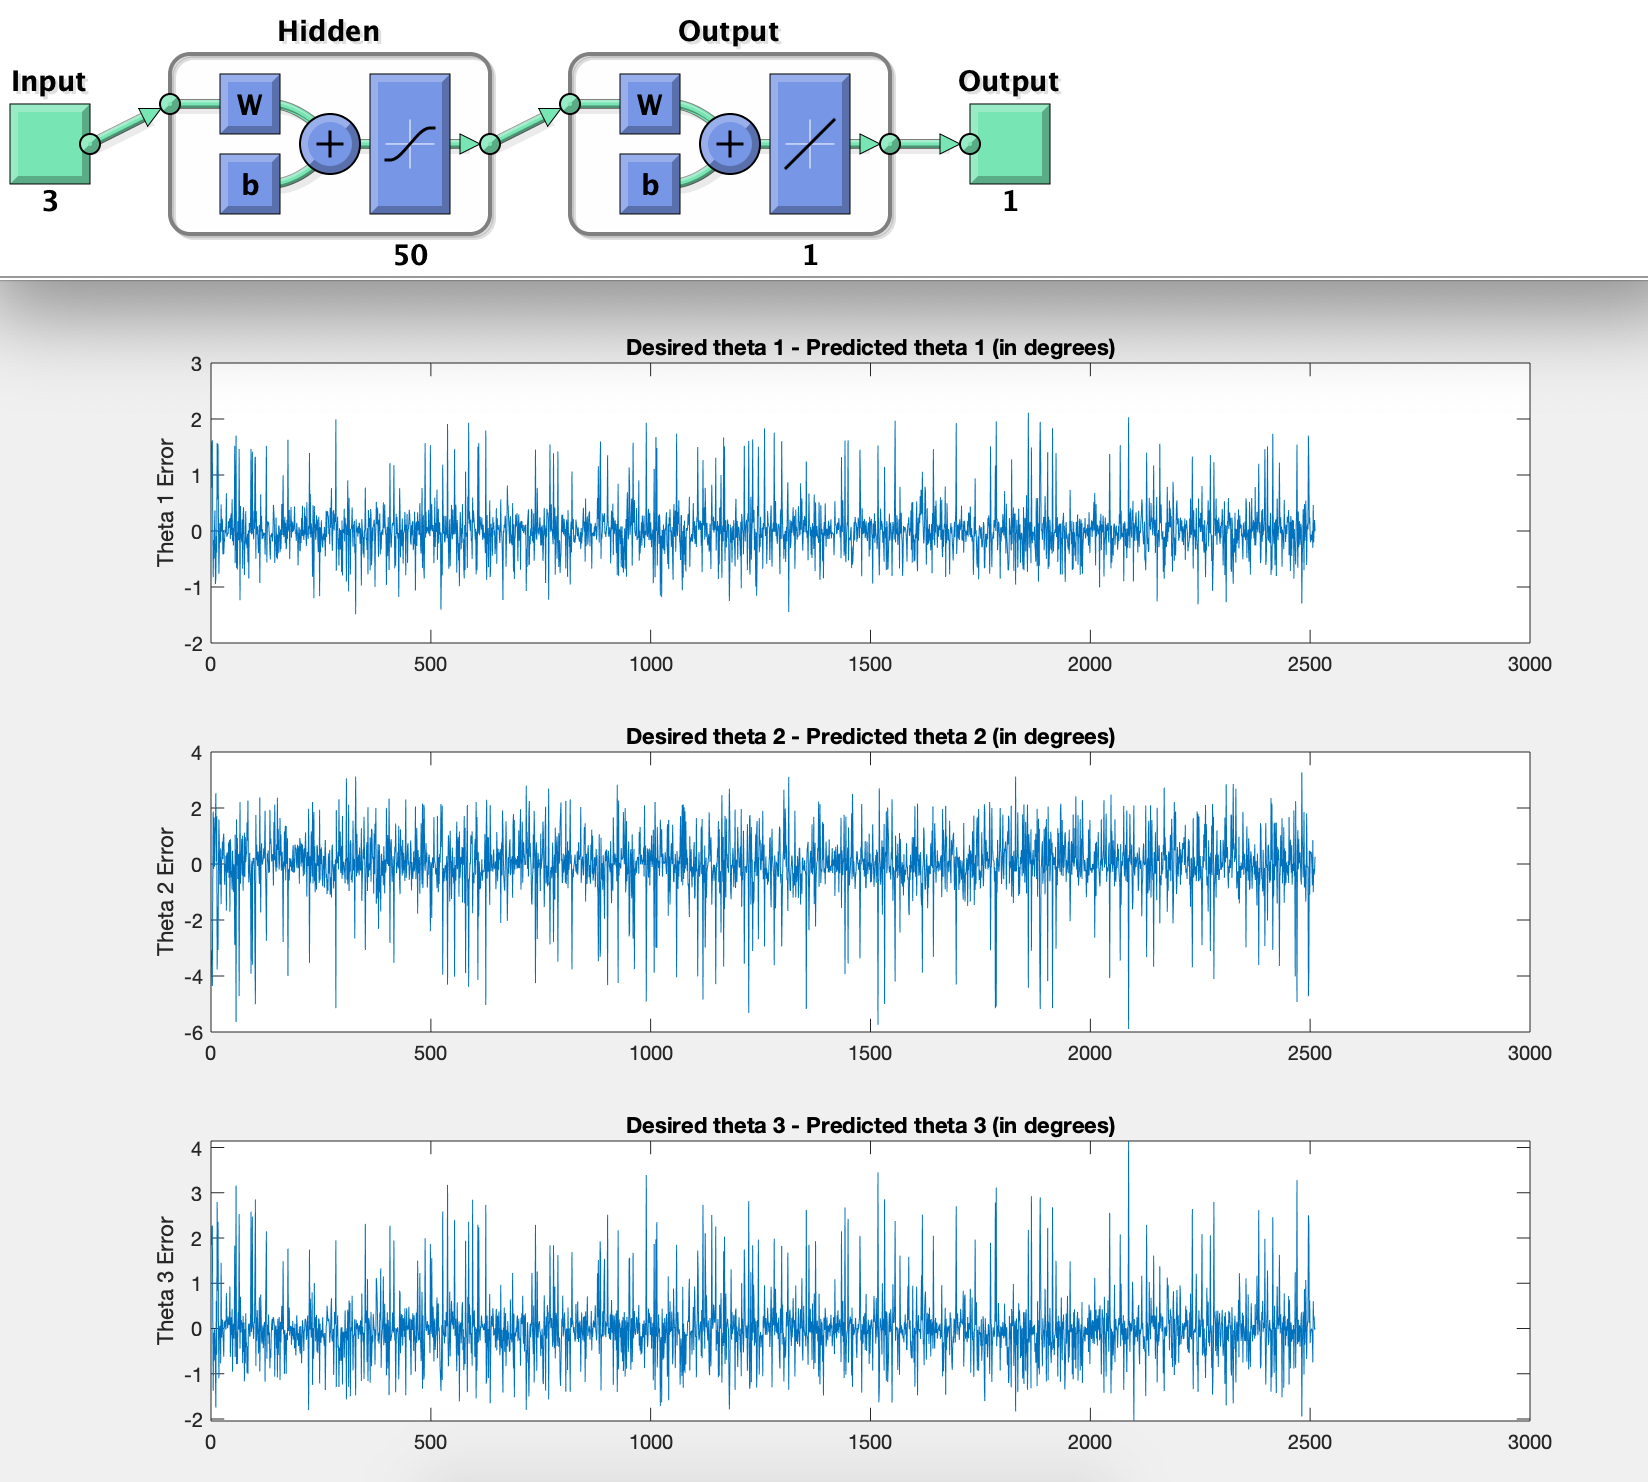 Hidden
Output
Input
Output
W
W
b
b
3
1
50
1
Desired theta 1 - Predicted theta 1 (in degrees)
Theta 1 Error
3
2
1
0
-1
-2
0 500 1000 1500 2000 2500 3000
Desired theta 2 - Predicted theta 2 (in degrees)
Theta 2 Error
4
2
0
-2
-4
-6
0 500 1000 1500 2000 2500 3000
Desired theta 3 - Predicted theta 3 (in degrees)
Theta 3 Error
4
3
2
1
0
-1
-2
0 500 1000 1500 2000 2500 3000